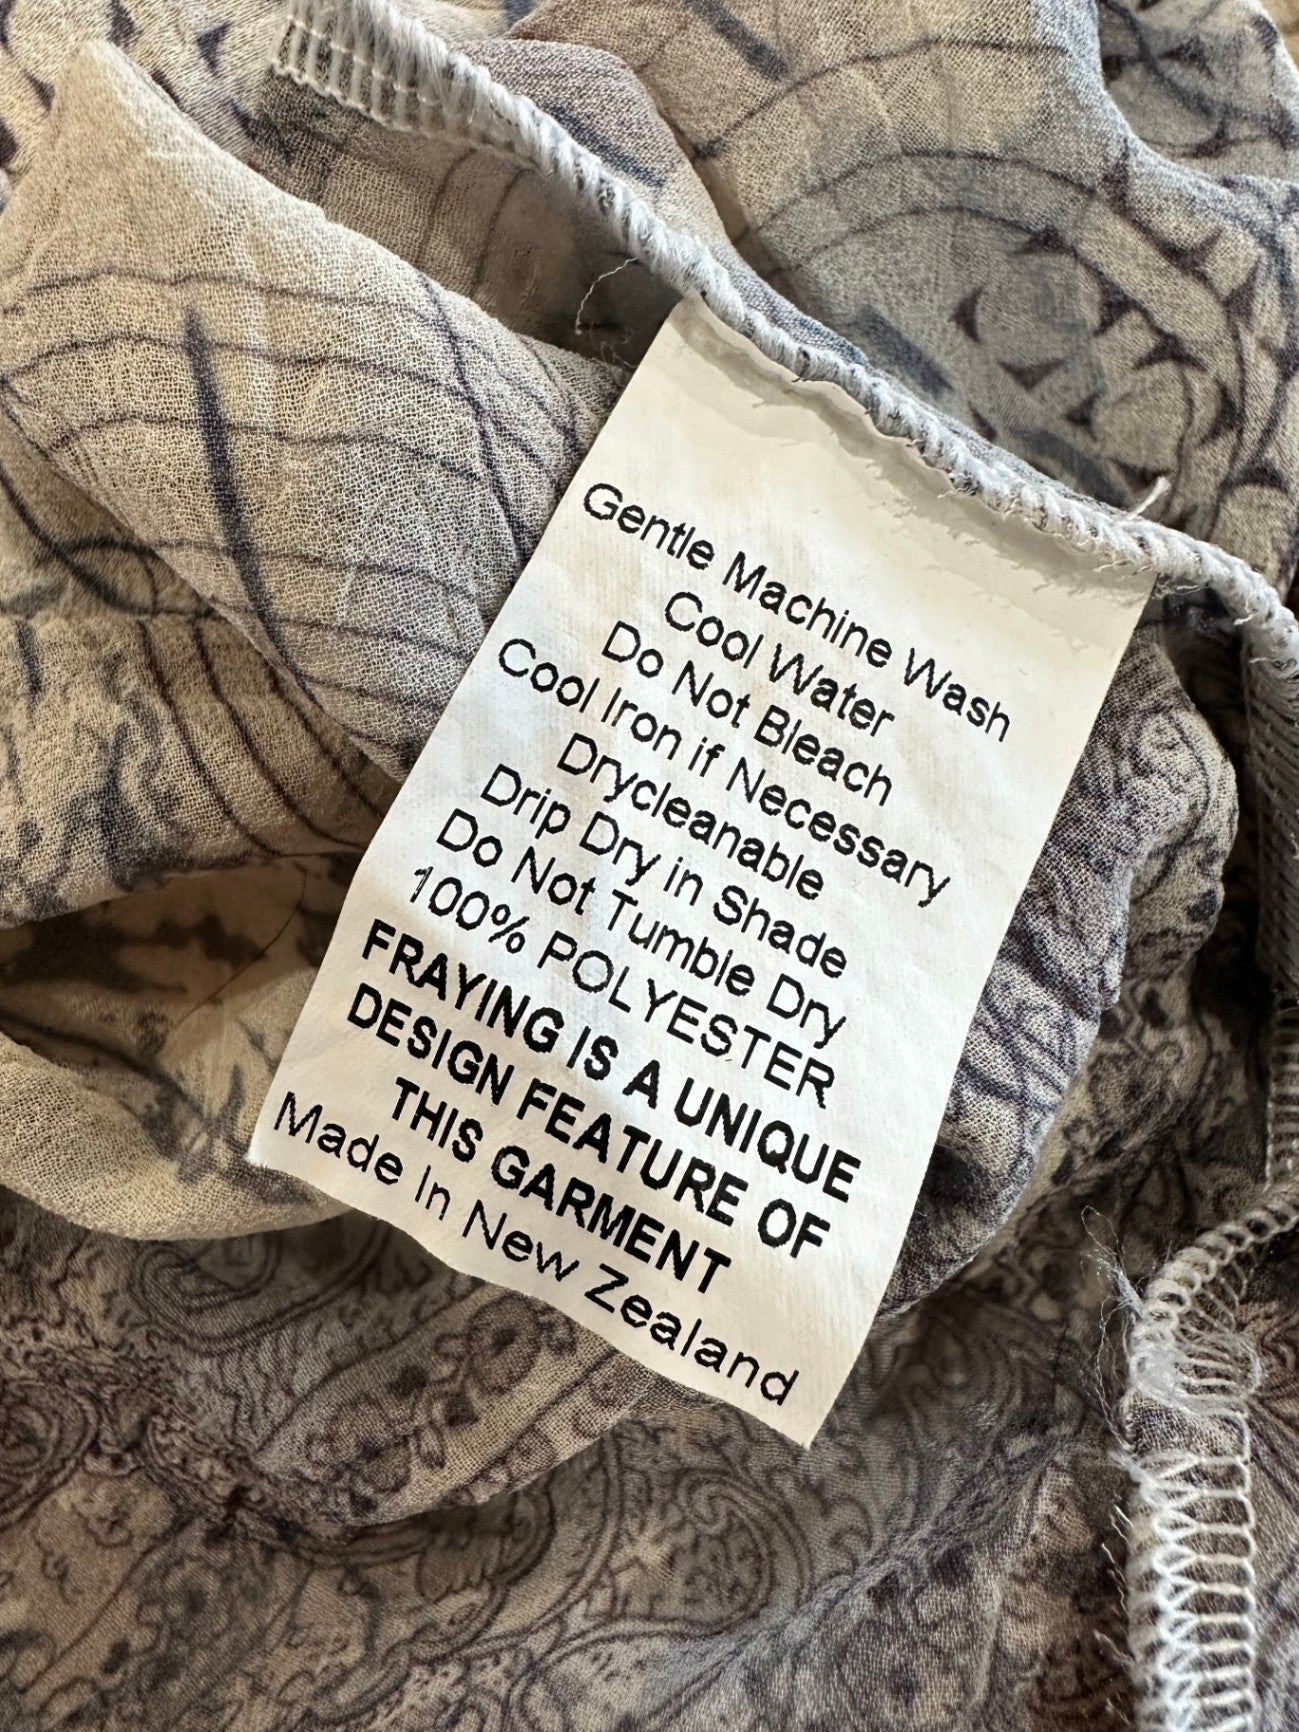 Gentle Machine Wash
Cool Water
Do Not Bleach
Cool Iron if Necessary
Drycleanable
Drip Dry in Shade
Do Not Tumble Dry
100% POLYESTER
FRAYING IS A UNIQUE
DESIGN FEATURE OF
THIS GARMENT
Made In New Zealand